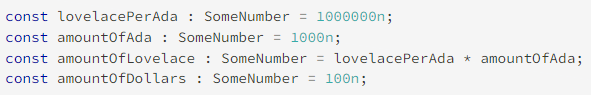 const lovelacePerAda : SomeNumber = 1000000n;
const amountOfAda : SomeNumber = 1000n;
const amountOfLovelace : SomeNumber = lovelacePerAda * amountOfAda;
const amountOfDollars : SomeNumber = 100n;